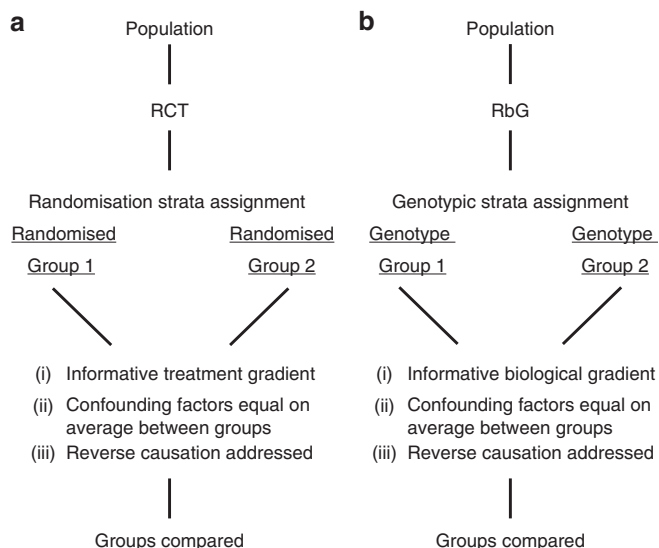 a
Population
RCT
Randomisation strata assignment
Randomised Randomised
Group 1 Group 2
(i) Informative treatment gradient
(ii) Confounding factors equal on
average between groups
(iii) Reverse causation addressed
Groups compared
b
Population
RbG
Genotypic strata assignment
Genotype Genotype
Group 1 Group 2
(i) Informative biological gradient
(ii) Confounding factors equal on
average between groups
(iii) Reverse causation addressed
Groups compared